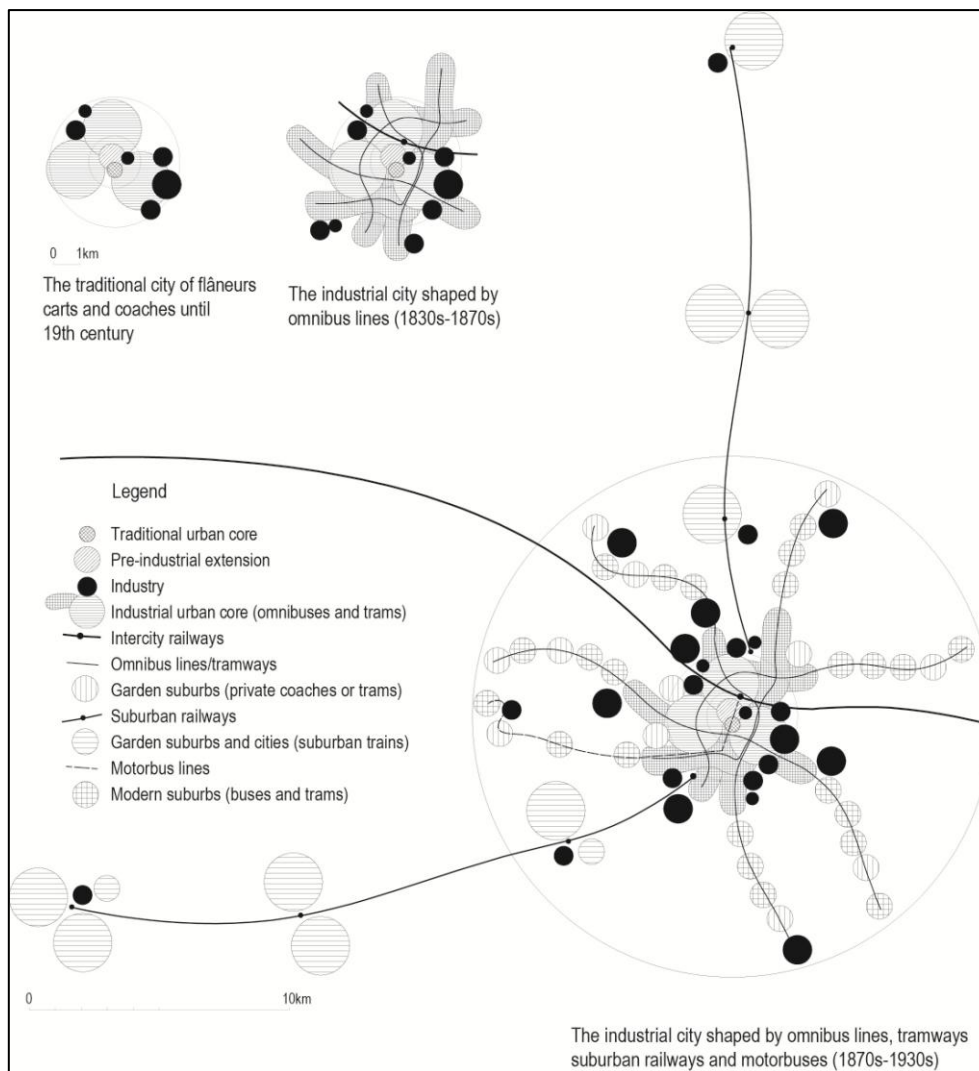 0 1km
The traditional city of flâneurs
carts and coaches until
19th century
The industrial city shaped by
omnibus lines (1830s-1870s)
Legend
Traditional urban core
Pre-industrial extension
Industry
Industrial urban core (omnibuses and trams)
Intercity railways
Omnibus lines/tramways
Garden suburbs (private coaches or trams)
Suburban railways
Garden suburbs and cities (suburban trains)
Motorbus lines
Modern suburbs (buses and trams)
0 10km
The industrial city shaped by omnibus lines, tramways
suburban railways and motorbuses (1870s-1930s)